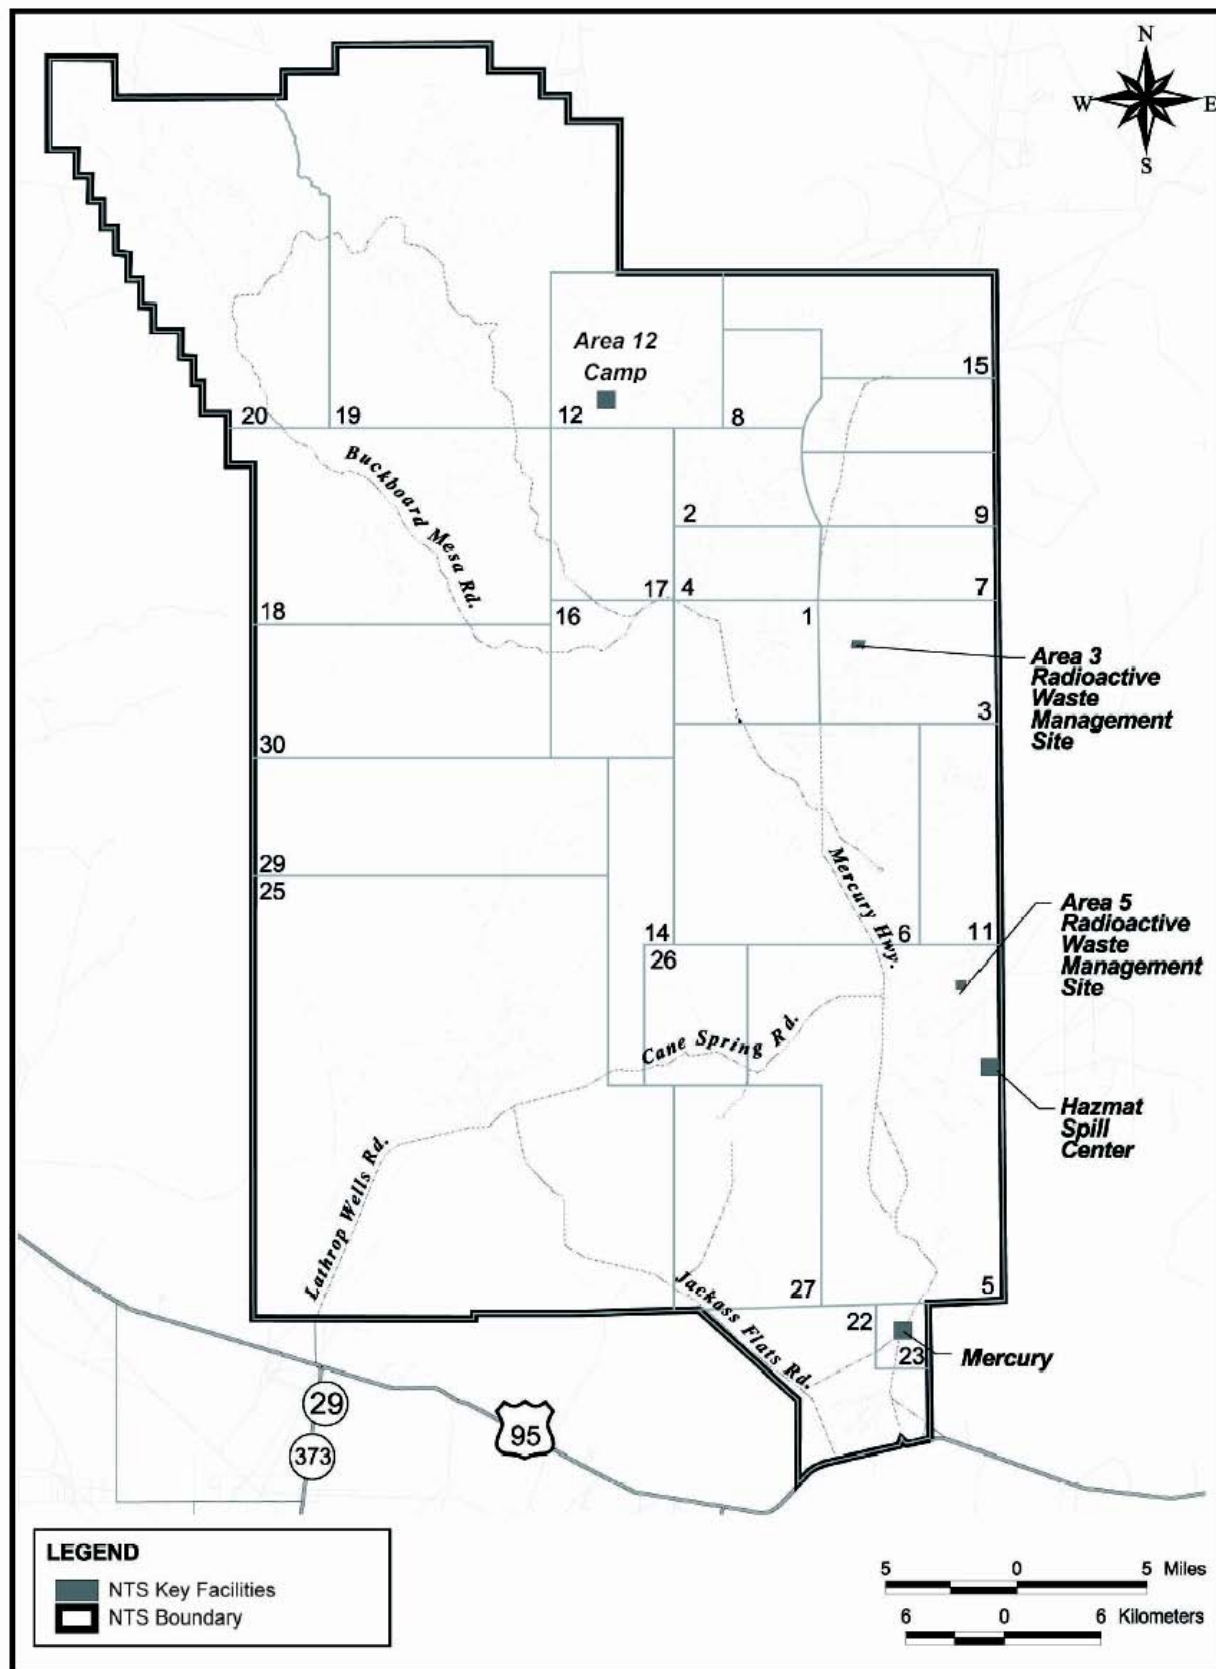 N
W E
S
Area 12
Camp
15
20
19
12
8
Buckboard Mesa Rd.
2
9
17
4
7
18
16
1
Area 3
Radioactive
Waste
Management
Site
3
30
29
25
Mercury Hwy.
14
6
11
26
Area 5
Radioactive
Waste
Management
Site
Cane Spring Rd.
Hazmat
Spill
Center
Lathrop Wells Rd.
Jackass Flats Rd.
27
5
22
23
Mercury
29
95
373
LEGEND
NTS Key Facilities
NTS Boundary
5 0 5 Miles
6 0 6 Kilometers